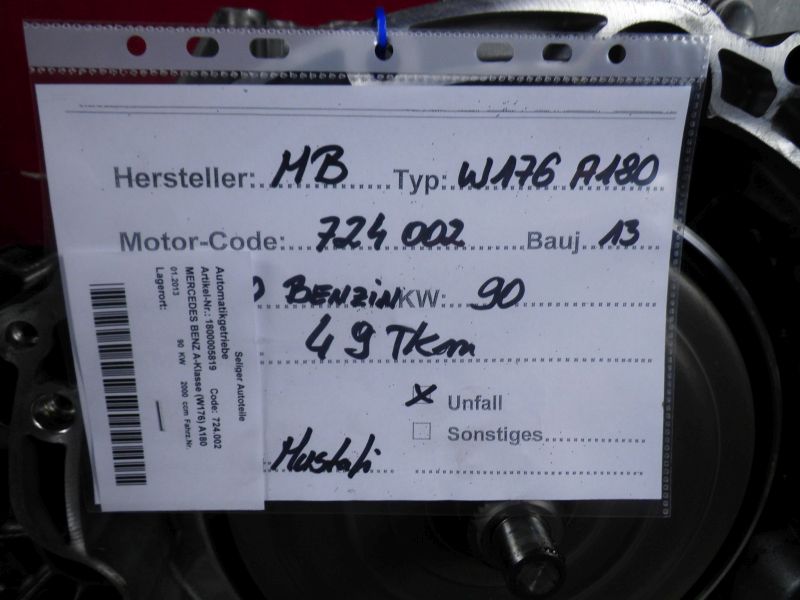 Hersteller: MB Typ: W176 A180
Motor-Code: 724 002 Bauj 13
BENZIN KW: 90
49 Tkm
X Unfall
Sonstiges
Mustafi
Seliger Autoteile
Automatikgetriebe
Artikel-Nr.: 1800005819 Code: 724.002
MERCEDES BENZ A-Klasse (W176) A180
01.2013 90 KW 2000 ccm Fahrz.Nr.
Lagerort: